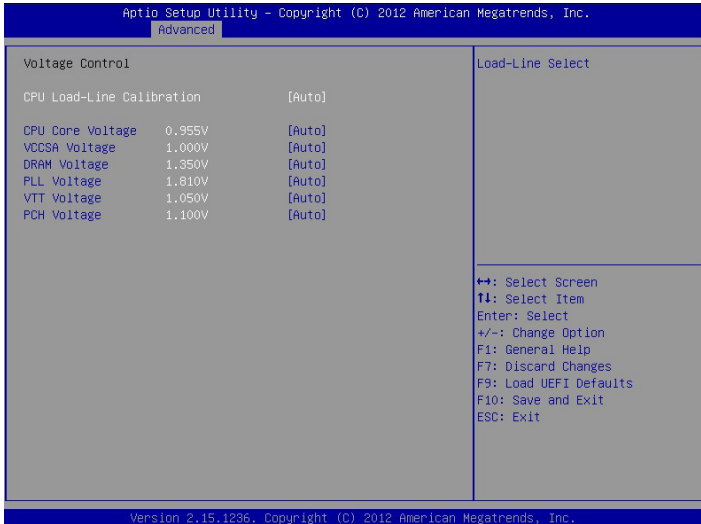 Aptio Setup Utility – Copyright (C) 2012 American Megatrends, Inc.
Advanced
Voltage Control
CPU Load-Line Calibration [Auto]
CPU Core Voltage 0.955V [Auto]
VCCSA Voltage 1.000V [Auto]
DRAM Voltage 1.350V [Auto]
PLL Voltage 1.810V [Auto]
VTT Voltage 1.050V [Auto]
PCH Voltage 1.100V [Auto]
Load-Line Select
↔: Select Screen
↑↓: Select Item
Enter: Select
+/-: Change Option
F1: General Help
F7: Discard Changes
F9: Load UEFI Defaults
F10: Save and Exit
ESC: Exit
Version 2.15.1236. Copyright (C) 2012 American Megatrends, Inc.